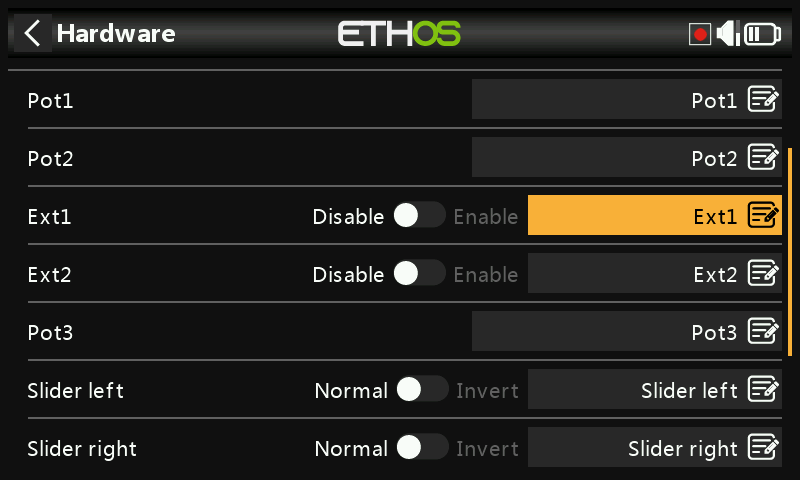 Hardware ETHOS
Pot1 Pot1
Pot2 Pot2
Ext1 Disable Enable Ext1
Ext2 Disable Enable Ext2
Pot3 Pot3
Slider left Normal Invert Slider left
Slider right Normal Invert Slider right